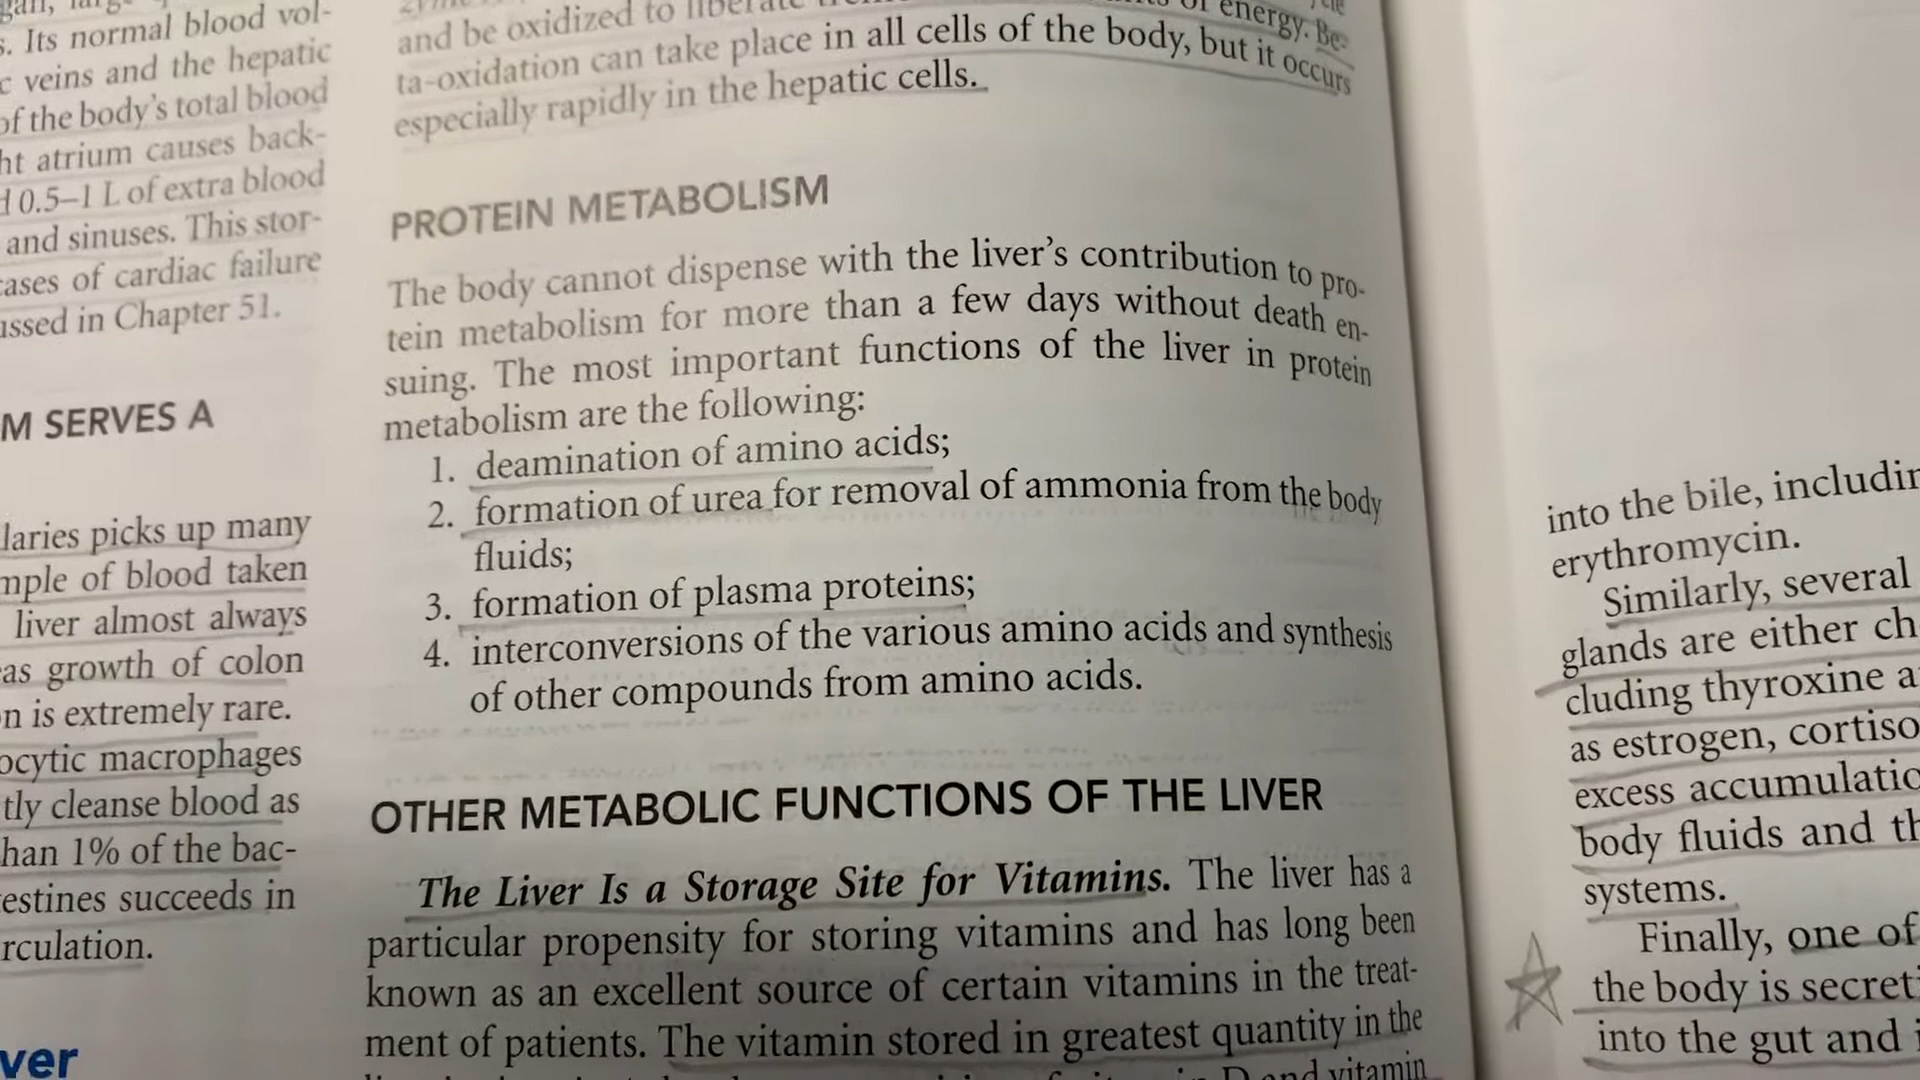 s. Its normal blood vol-
c veins and the hepatic
of the body's total blood
ht atrium causes back-
d 0.5–1 L of extra blood
and sinuses. This stor-
cases of cardiac failure
ussed in Chapter 51.
M SERVES A
laries picks up many
mple of blood taken
liver almost always
as growth of colon
n is extremely rare.
ocytic macrophages
tly cleanse blood as
han 1% of the bac-
testines succeeds in
rculation.
ver
and be oxidized to liberate of energy. Be-
ta-oxidation can take place in all cells of the body, but it occurs
especially rapidly in the hepatic cells.
PROTEIN METABOLISM
The body cannot dispense with the liver's contribution to pro-
tein metabolism for more than a few days without death en-
suing. The most important functions of the liver in protein
metabolism are the following:
1. deamination of amino acids;
2. formation of urea for removal of ammonia from the body
fluids;
3. formation of plasma proteins;
4. interconversions of the various amino acids and synthesis
of other compounds from amino acids.
OTHER METABOLIC FUNCTIONS OF THE LIVER
The Liver Is a Storage Site for Vitamins. The liver has a
particular propensity for storing vitamins and has long been
known as an excellent source of certain vitamins in the treat-
ment of patients. The vitamin stored in greatest quantity in the
D and vitamin
into the bile, includin
erythromycin.
Similarly, several
glands are either ch
cluding thyroxine a
as estrogen, cortiso
excess accumulatio
body fluids and th
systems.
Finally, one of
the body is secreti
into the gut and i